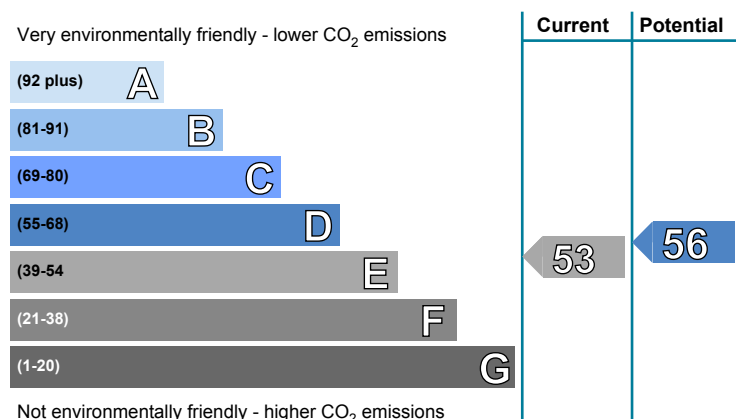 Current Potential
Very environmentally friendly - lower CO₂ emissions
(92 plus) A
(81-91) B
(69-80) C
(55-68) D
(39-54 E
53
56
(21-38) F
(1-20) G
Not environmentally friendly - higher CO₂ emissions